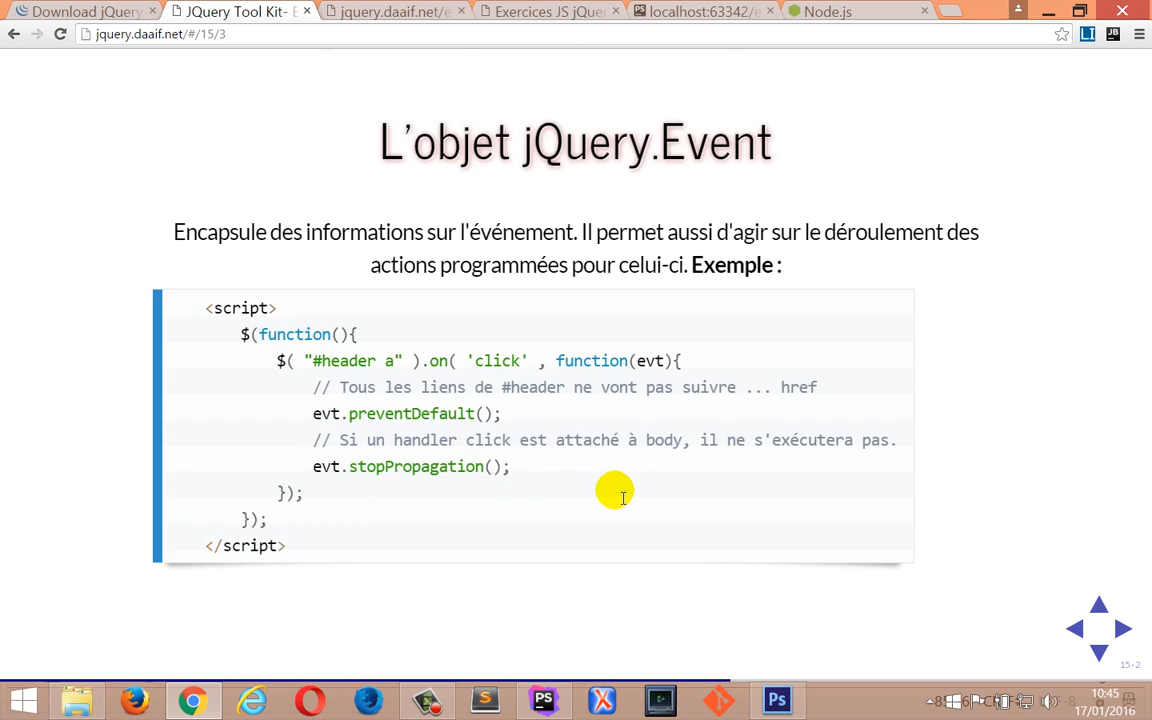 Download jQuery
JQuery Tool Kit- E
jquery.daaif.net/e
Exercices JS jQuer
localhost:63342/e
Node.js
jquery.daaif.net/#/15/3
L'objet jQuery.Event
Encapsule des informations sur l'événement. Il permet aussi d'agir sur le déroulement des
actions programmées pour celui-ci. Exemple :
<script>
$(function(){
$( "#header a" ).on( 'click' , function(evt){
// Tous les liens de #header ne vont pas suivre ... href
evt.preventDefault();
// Si un handler click est attaché à body, il ne s'exécutera pas.
evt.stopPropagation();
});
});
</script>
15-2
10:45
17/01/2016